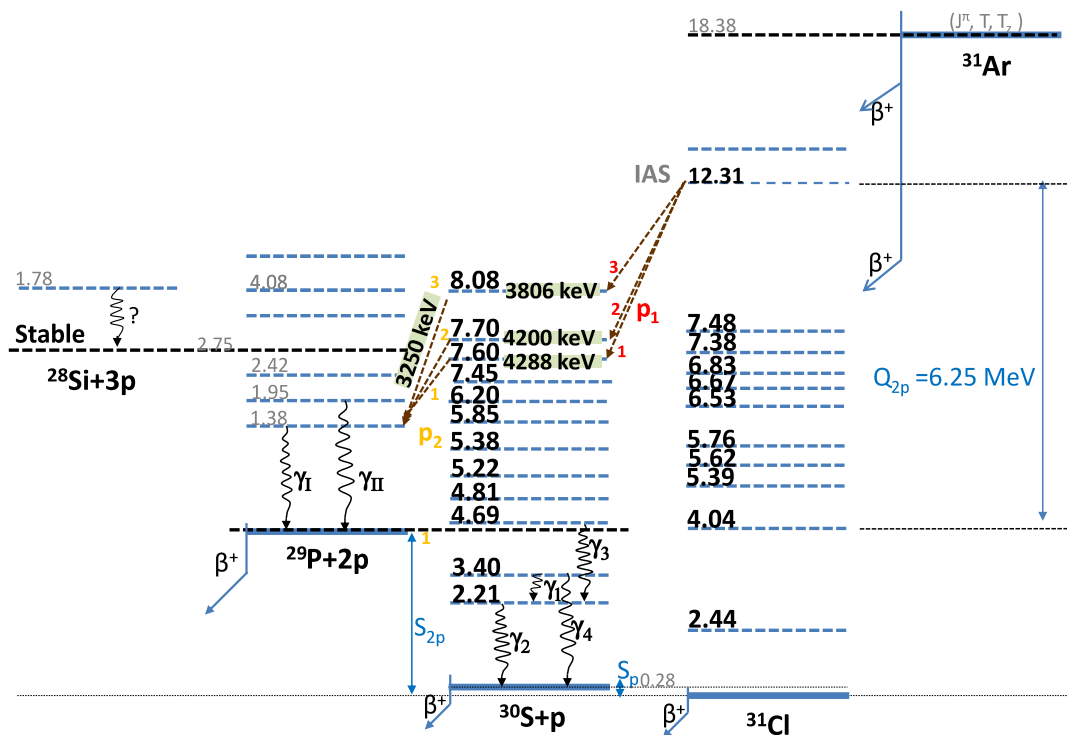 18.38
(Jπ, T, Tz)
31Ar
β+
IAS
12.31
β+
1.78
?
Stable
2.75
28Si+3p
4.08
2.42
1.95
1.38
γI
γII
29P+2p
β+
3
8.08
3806 keV
3
3250 keV
2
7.70
4200 keV
2
p1
7.60
4288 keV
1
7.45
1
6.20
p2
5.85
5.38
5.22
4.81
4.69
1
γ3
3.40
γ1
2.21
γ2
γ4
S2p
Sp
0.28
β+
30S+p
7.48
7.38
6.83
6.67
6.53
5.76
5.62
5.39
4.04
2.44
Q2p =6.25 MeV
β+
31Cl